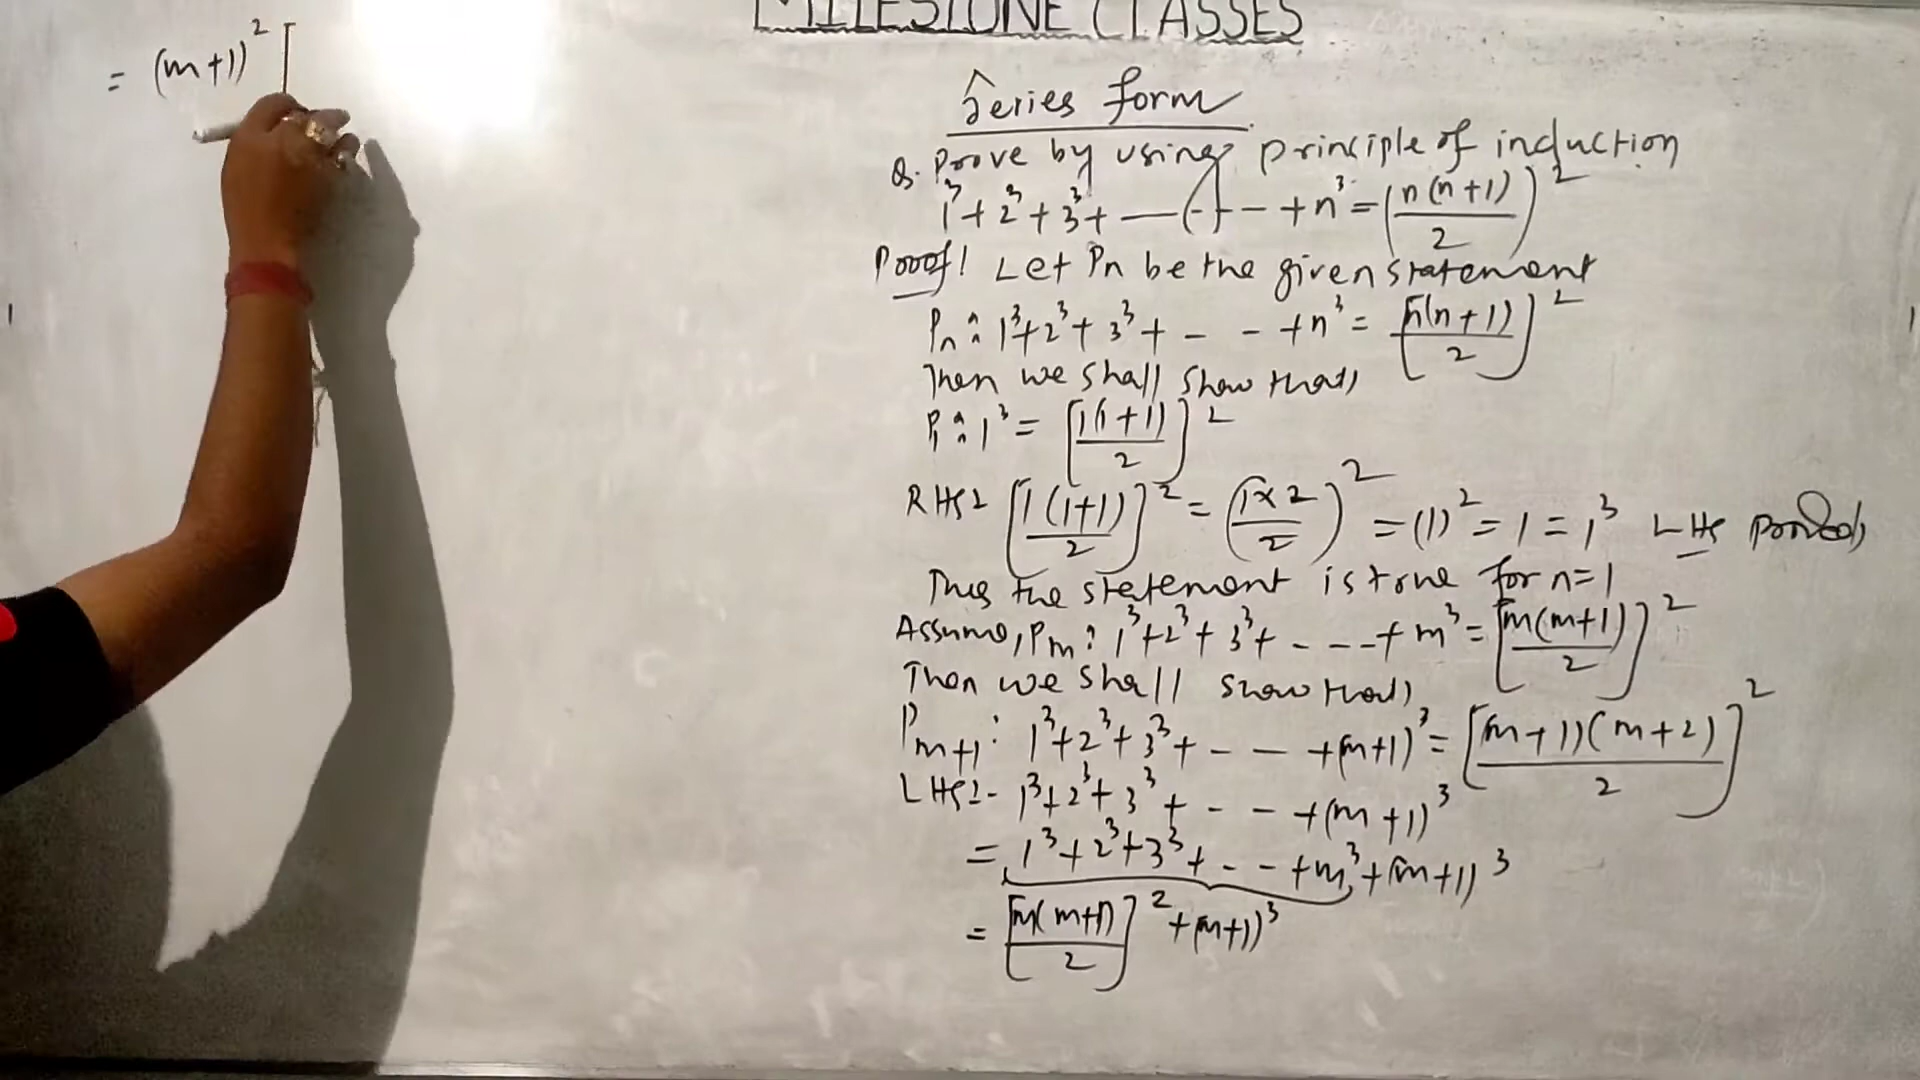 MILESTONE CLASSES
Series form
Q. Prove by using principle of induction
1³ + 2³ + 3³ + — - - - + n³ = (n(n+1)/2)²
Proof! Let Pn be the given statement
Pn : 1³ + 2³ + 3³ + - - + n³ = [n(n+1)/2]²
Then we shall show that,
P1 : 1³ = [1(1+1)/2]²
RHS: [1(1+1)/2]² = (1×2/2)² = (1)² = 1 = 1³ LHS proved,
Thus the statement is true for n=1
Assume, Pm : 1³ + 2³ + 3³ + - - - + m³ = [m(m+1)/2]²
Then we shall show that,
Pm+1 : 1³ + 2³ + 3³ + - - + (m+1)³ = [(m+1)(m+2)/2]²
LHS:- 1³ + 2³ + 3³ + - - + (m+1)³
= 1³ + 2³ + 3³ + - - + m³ + (m+1)³
= [m(m+1)/2]² + (m+1)³
= (m+1)² [